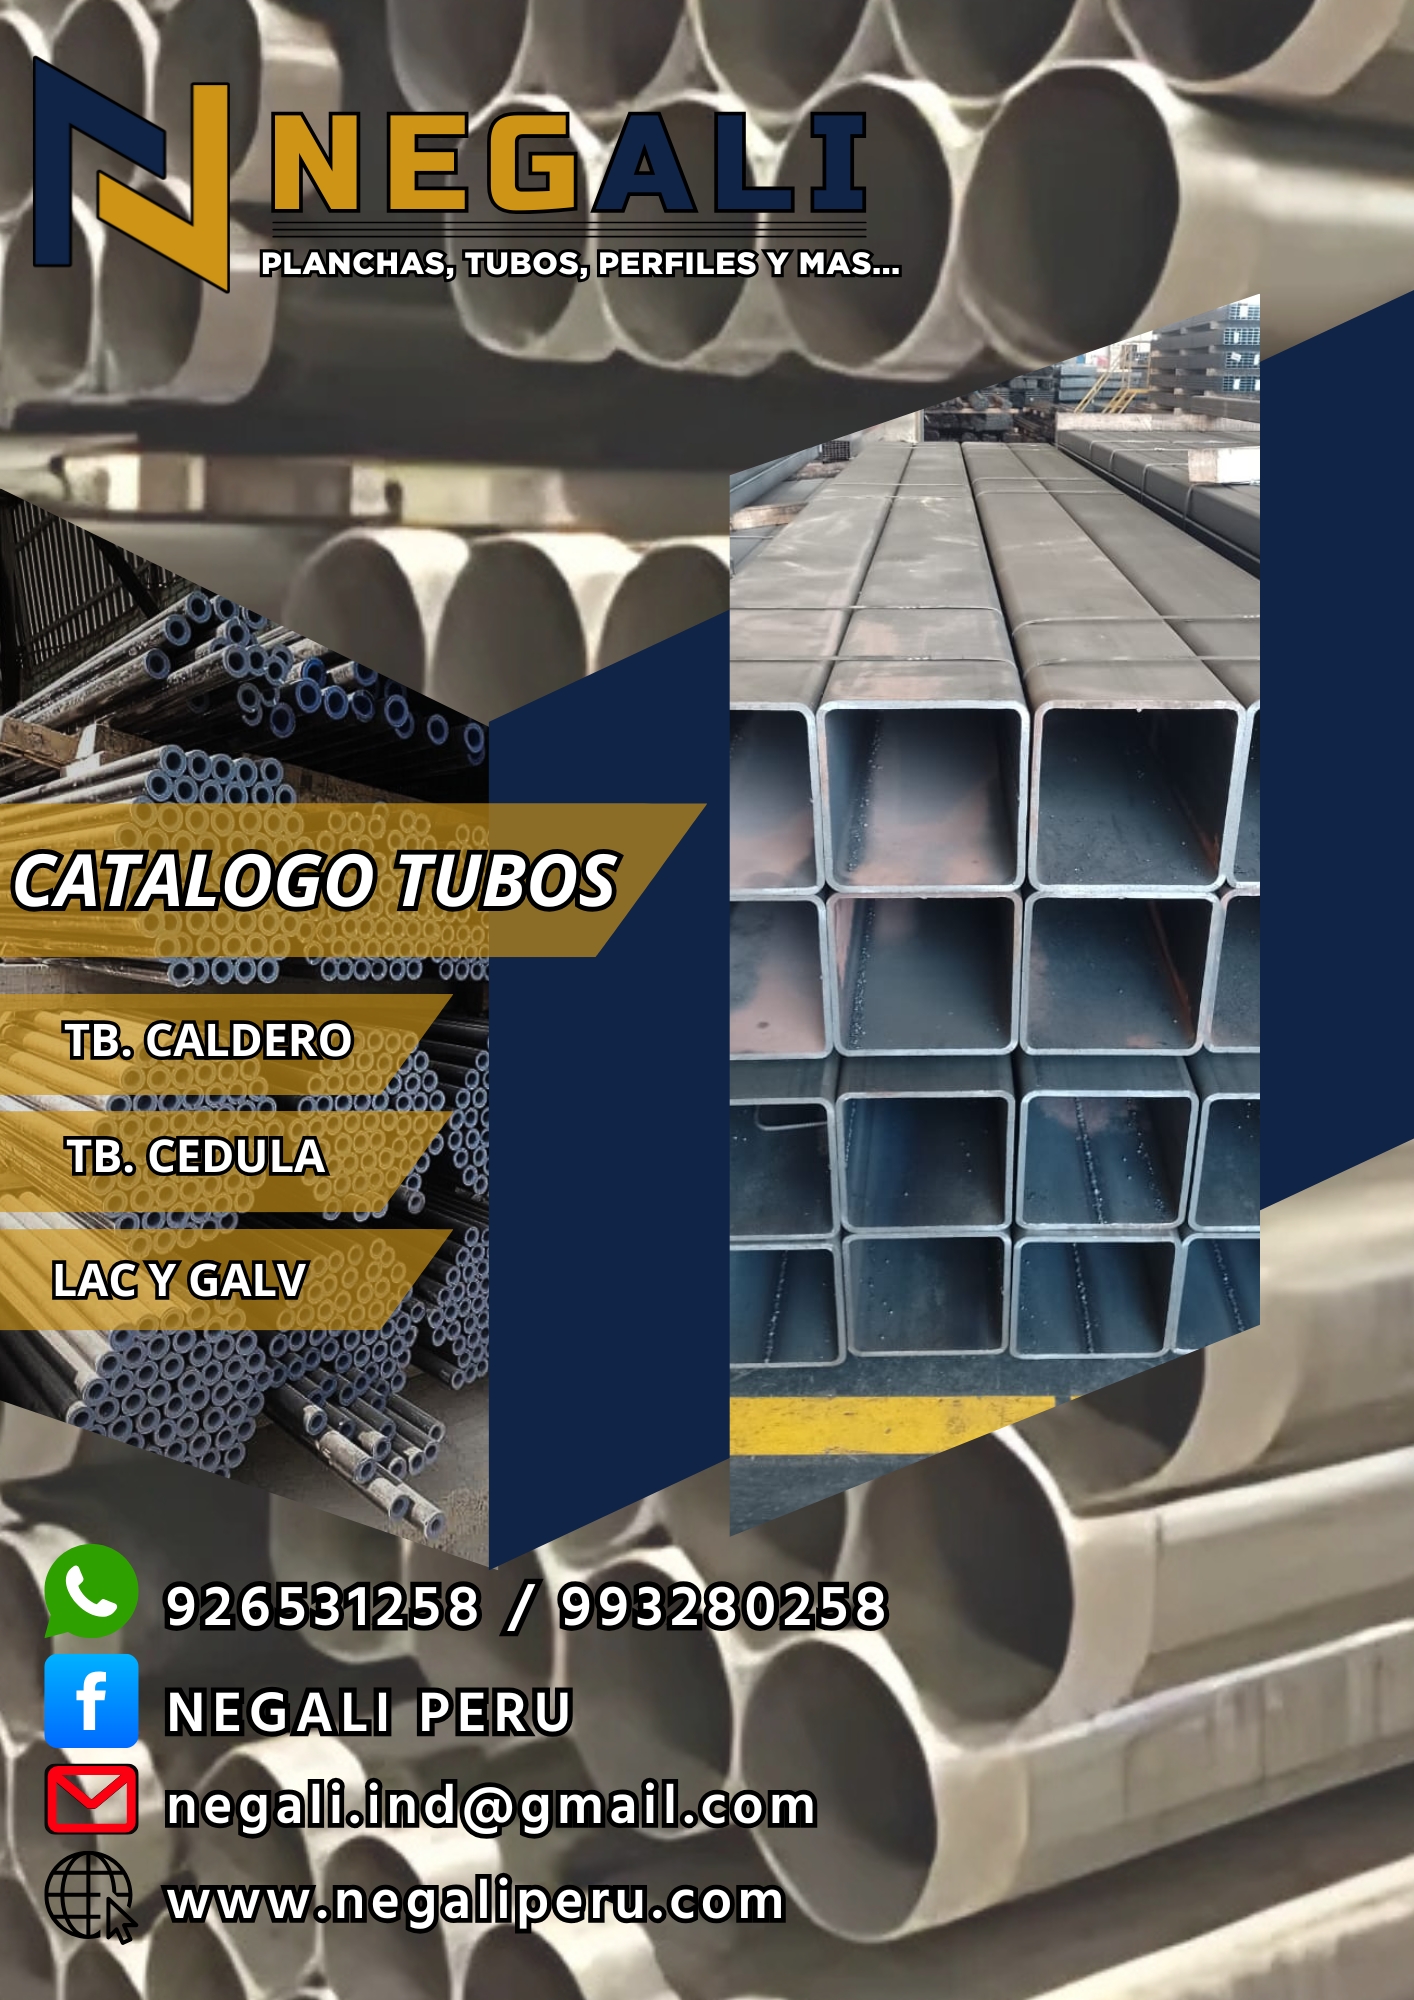 NEGALI
PLANCHAS, TUBOS, PERFILES Y MAS...
CATALOGO TUBOS
TB. CALDERO
TB. CEDULA
LAC Y GALV
926531258 / 993280258
NEGALI PERU
negali.ind@gmail.com
www.negaliperu.com